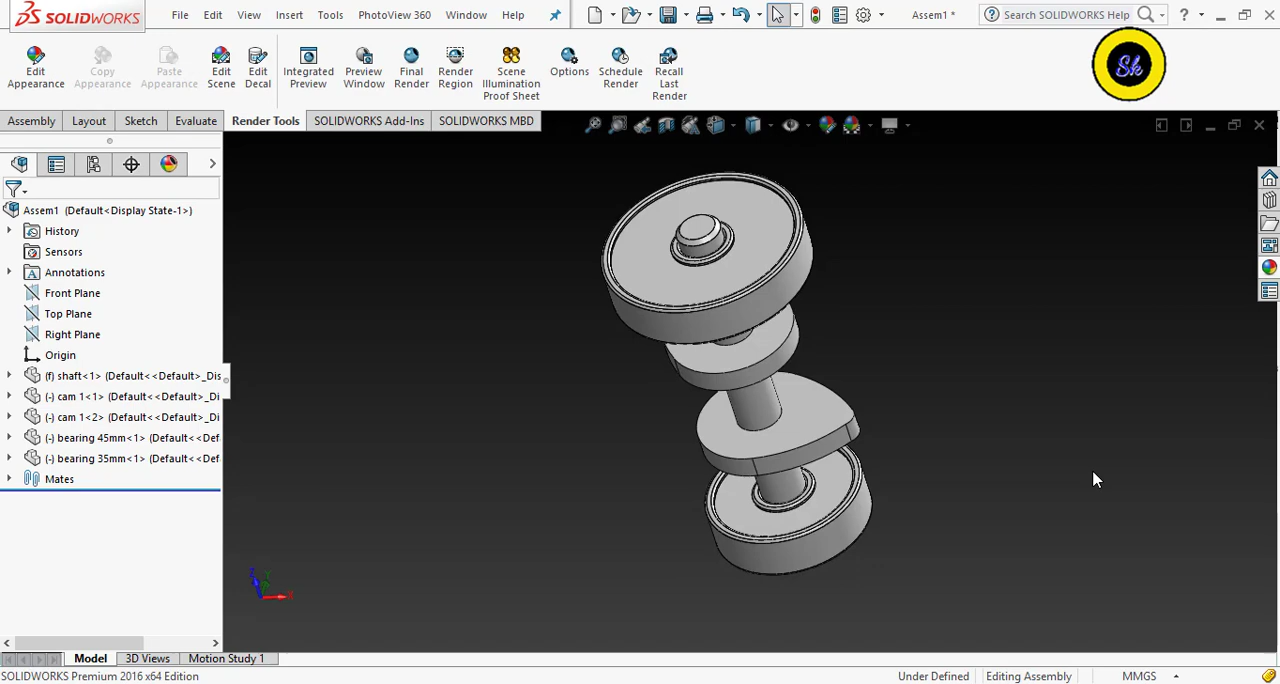 SOLIDWORKS File Edit View Insert Tools PhotoView 360 Window Help Assem1 * Search SOLIDWORKS Help ?
Edit Appearance Copy Appearance Paste Appearance Edit Scene Edit Decal Integrated Preview Preview Window Final Render Render Region Scene Illumination Proof Sheet Options Schedule Render Recall Last Render
Sk
Assembly Layout Sketch Evaluate Render Tools SOLIDWORKS Add-Ins SOLIDWORKS MBD
Assem1 (Default<Display State-1>)
History
Sensors
Annotations
Front Plane
Top Plane
Right Plane
Origin
(f) shaft<1> (Default<<Default>_Dis
(-) cam 1<1> (Default<<Default>_Di
(-) cam 1<2> (Default<<Default>_Di
(-) bearing 45mm<1> (Default<<Def
(-) bearing 35mm<1> (Default<<Def
Mates
Z Y X
Model 3D Views Motion Study 1
SOLIDWORKS Premium 2016 x64 Edition Under Defined Editing Assembly MMGS